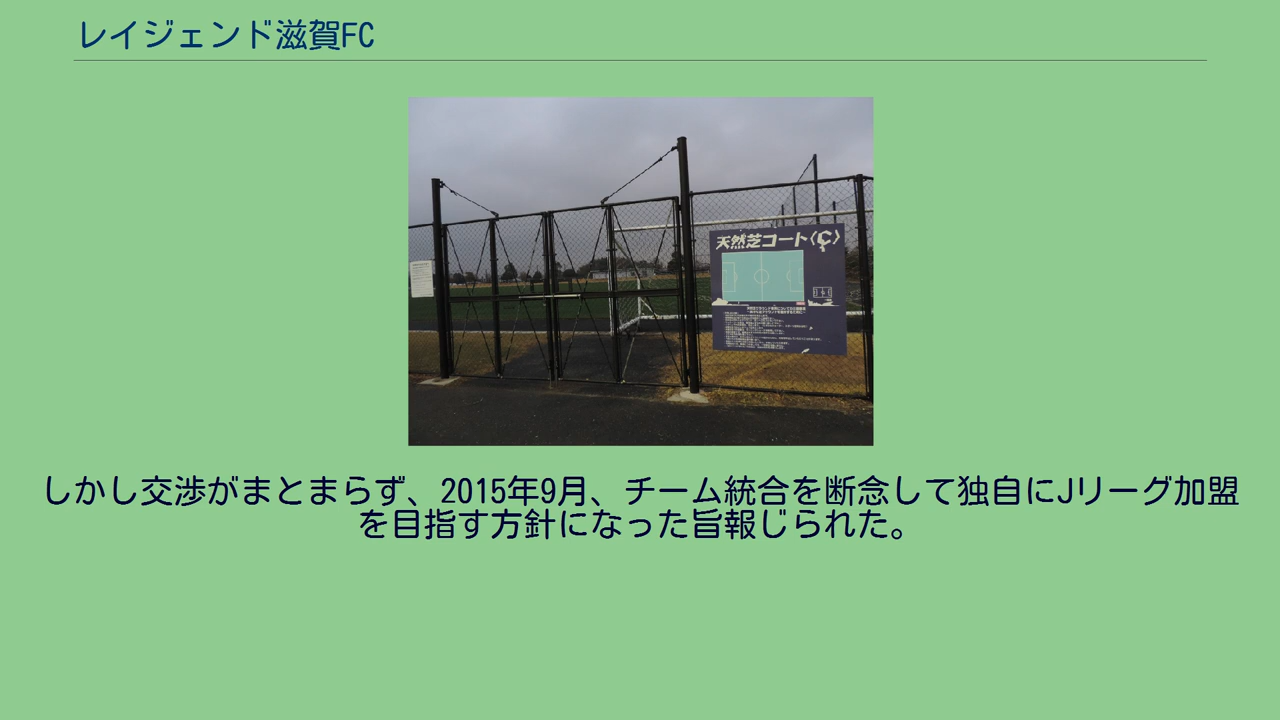 レイジェンド滋賀FC
天然芝コート〈C〉
しかし交渉がまとまらず、2015年9月、チーム統合を断念して独自にJリーグ加盟
を目指す方針になった旨報じられた。